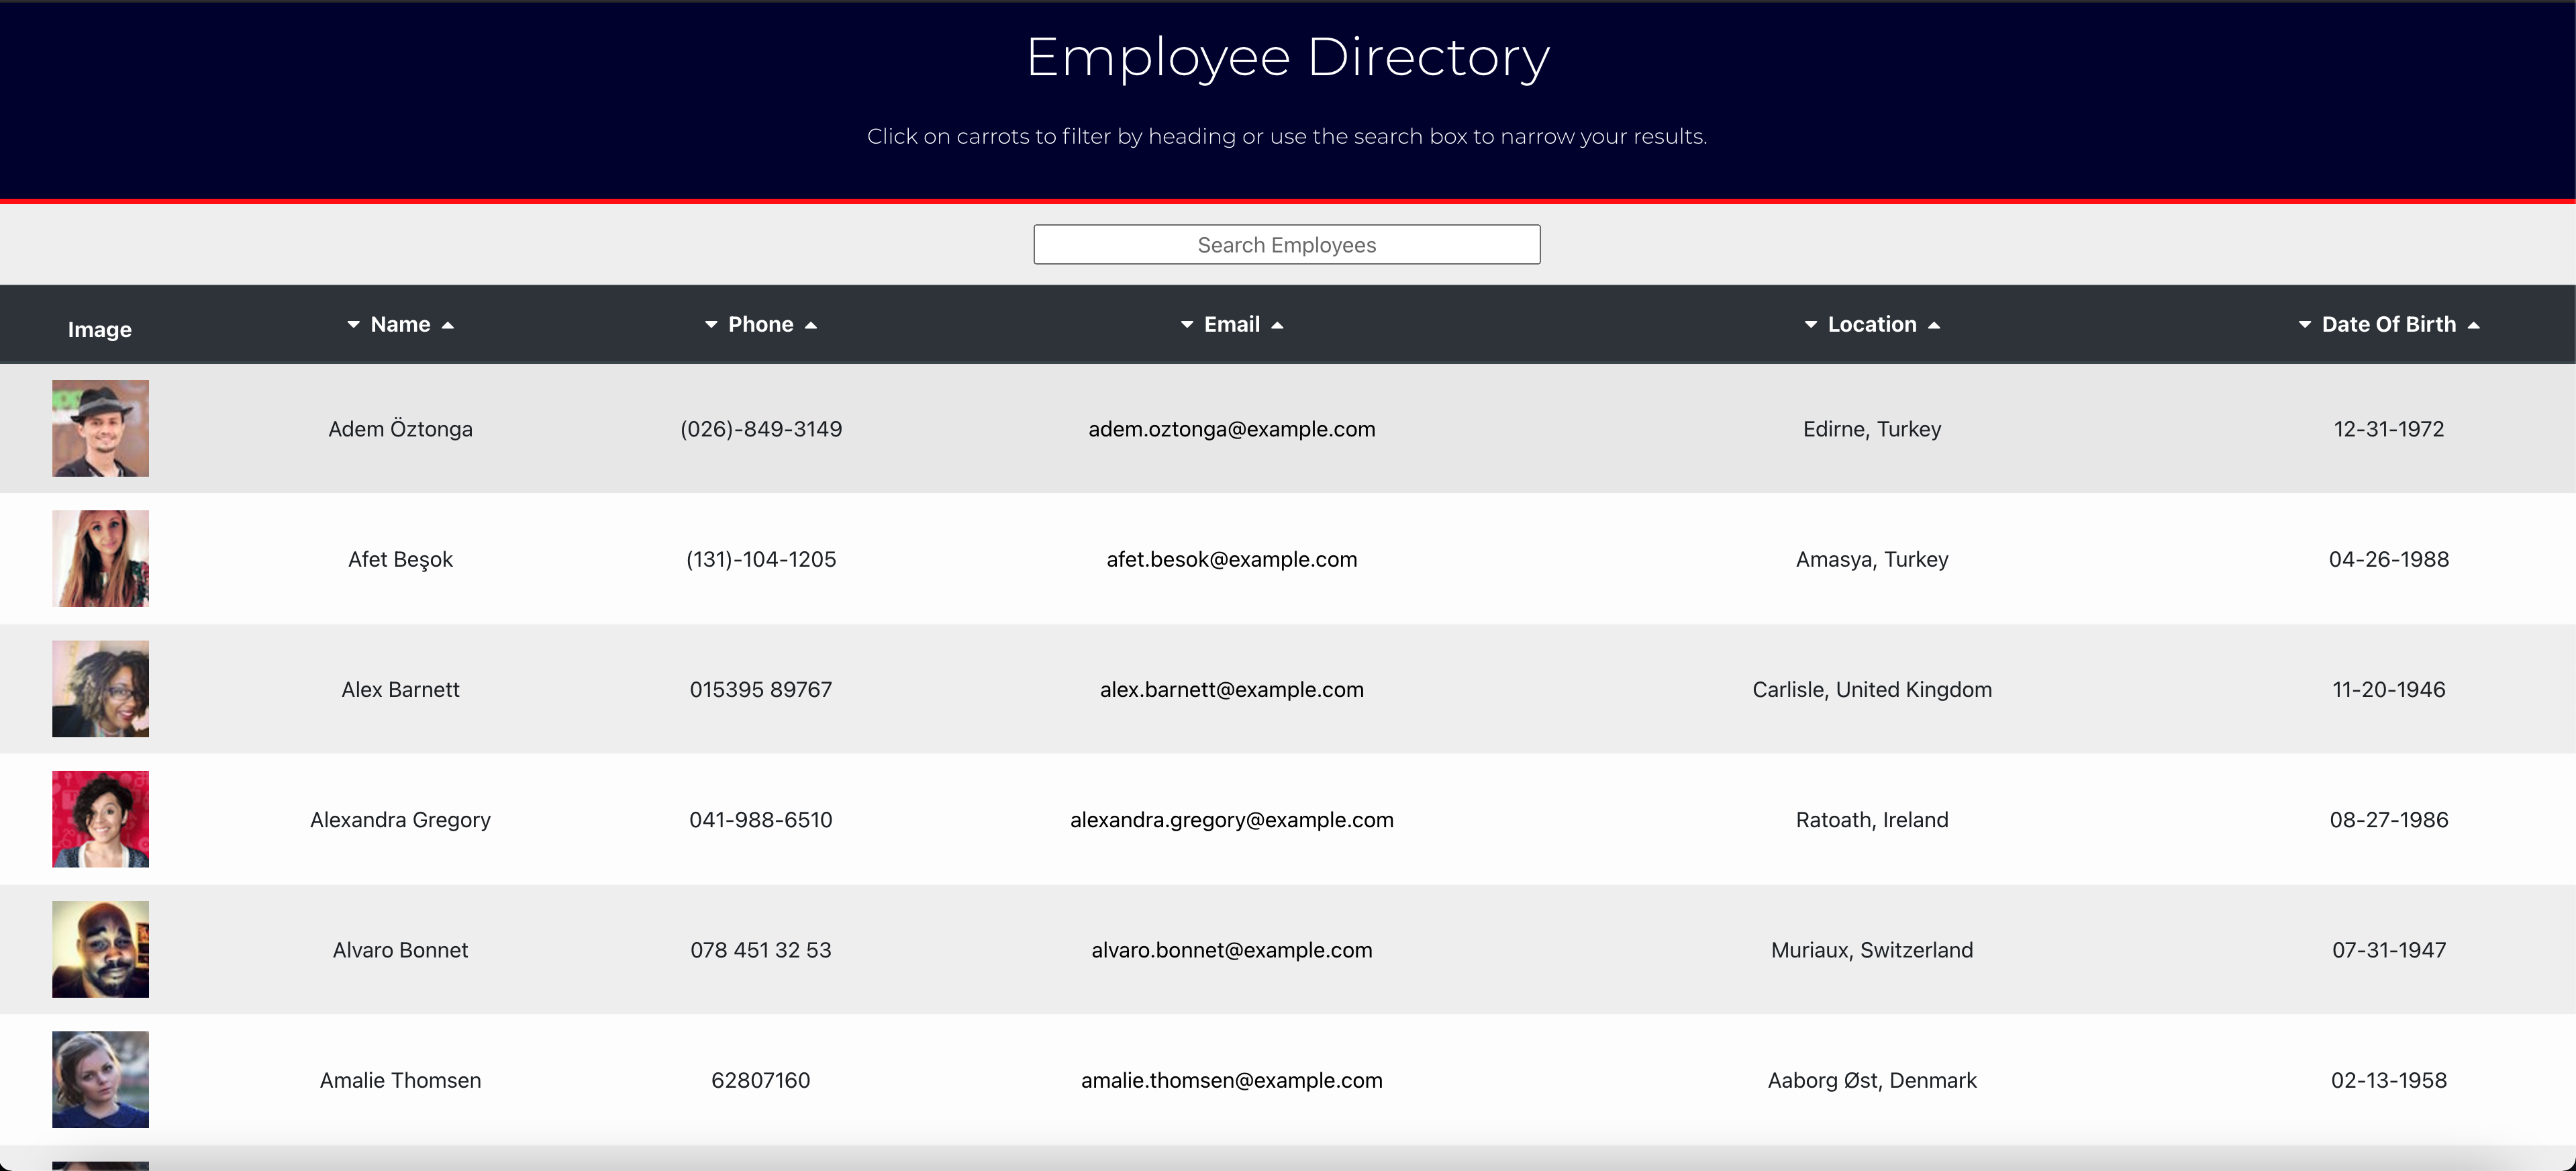 Employee Directory
Click on carrots to filter by heading or use the search box to narrow your results.
Search Employees
Image Name Phone Email Location Date Of Birth
Adem Öztonga (026)-849-3149 adem.oztonga@example.com Edirne, Turkey 12-31-1972
Afet Beşok (131)-104-1205 afet.besok@example.com Amasya, Turkey 04-26-1988
Alex Barnett 015395 89767 alex.barnett@example.com Carlisle, United Kingdom 11-20-1946
Alexandra Gregory 041-988-6510 alexandra.gregory@example.com Ratoath, Ireland 08-27-1986
Alvaro Bonnet 078 451 32 53 alvaro.bonnet@example.com Muriaux, Switzerland 07-31-1947
Amalie Thomsen 62807160 amalie.thomsen@example.com Aaborg Øst, Denmark 02-13-1958